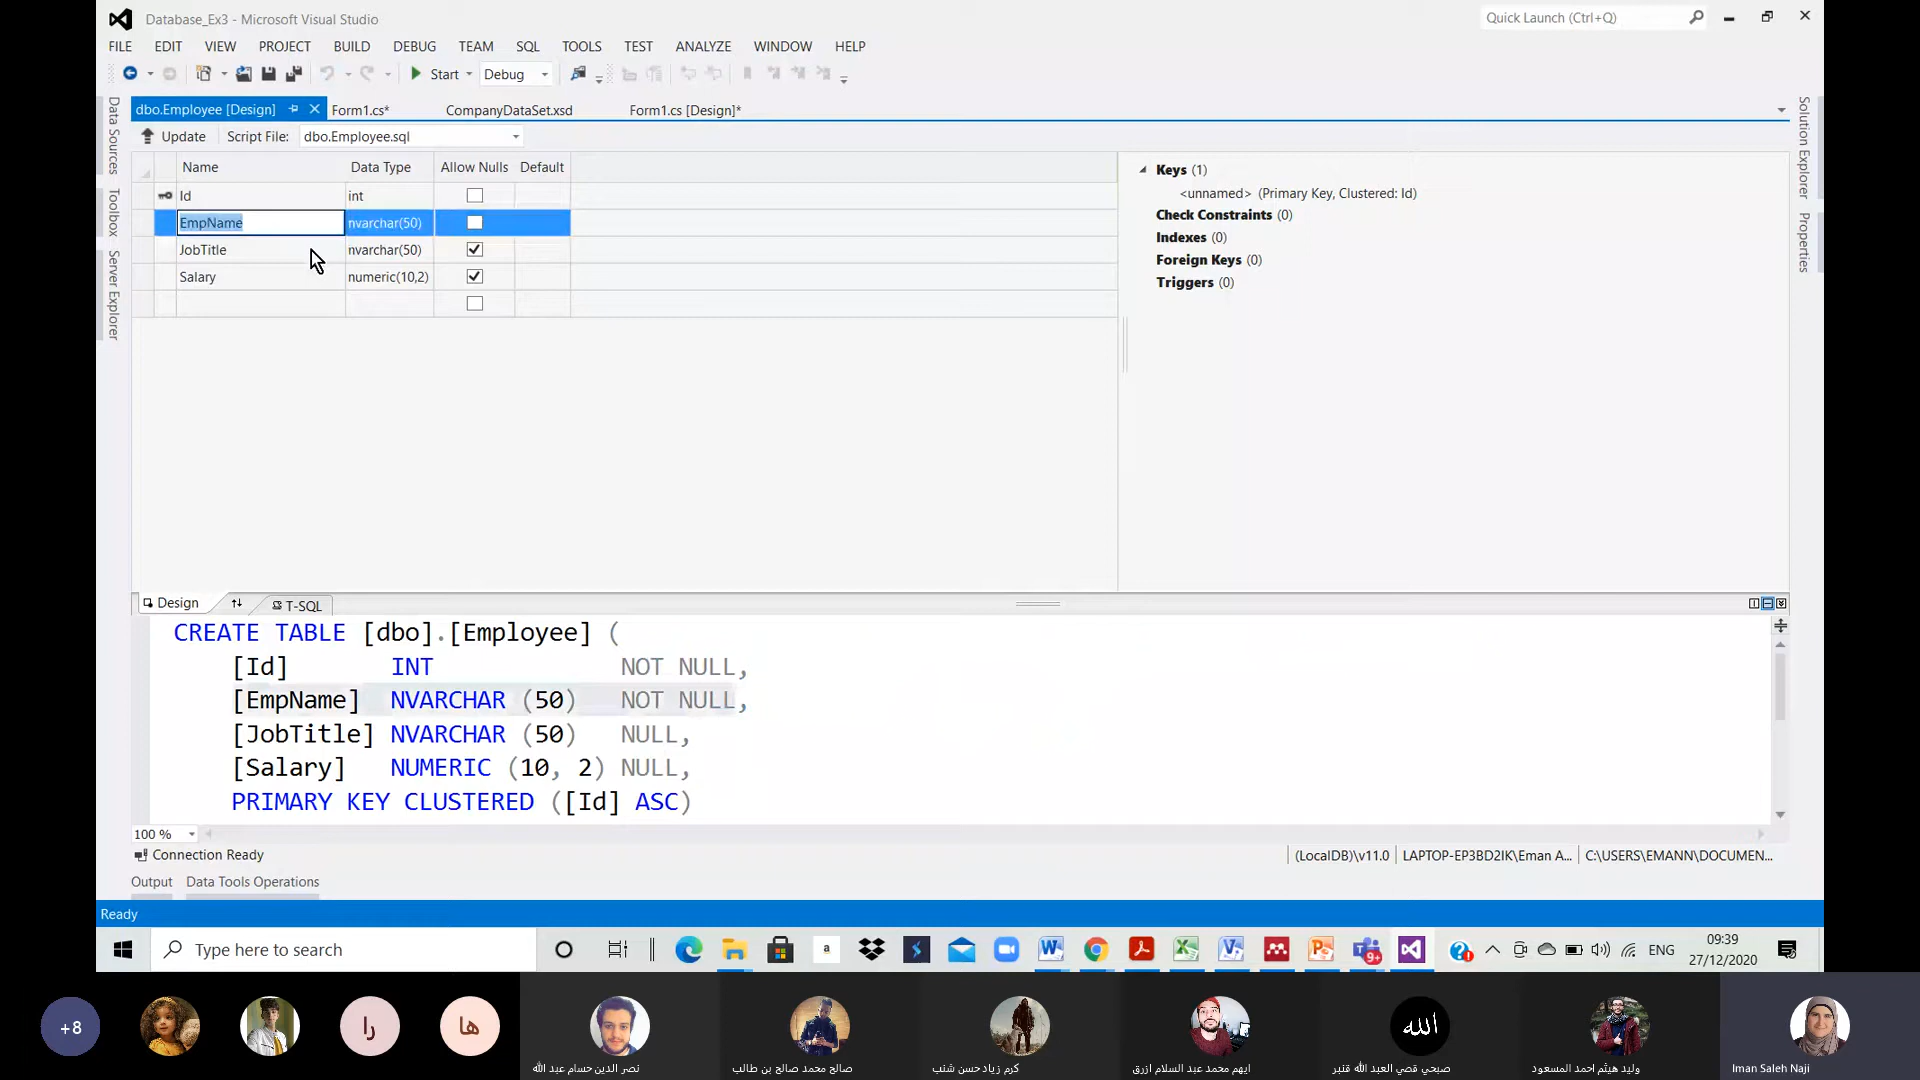 Database_Ex3 - Microsoft Visual Studio
Quick Launch (Ctrl+Q)
FILE EDIT VIEW PROJECT BUILD DEBUG TEAM SQL TOOLS TEST ANALYZE WINDOW HELP
Start Debug
dbo.Employee [Design] Form1.cs* CompanyDataSet.xsd Form1.cs [Design]*
Update Script File: dbo.Employee.sql
Data Sources
Toolbox
Server Explorer
Solution Explorer
Properties
Name Data Type Allow Nulls Default
Id int
EmpName nvarchar(50)
JobTitle nvarchar(50)
Salary numeric(10,2)
Keys (1)
<unnamed> (Primary Key, Clustered: Id)
Check Constraints (0)
Indexes (0)
Foreign Keys (0)
Triggers (0)
Design T-SQL
CREATE TABLE [dbo].[Employee] (
[Id] INT NOT NULL,
[EmpName] NVARCHAR (50) NOT NULL,
[JobTitle] NVARCHAR (50) NULL,
[Salary] NUMERIC (10, 2) NULL,
PRIMARY KEY CLUSTERED ([Id] ASC)
100 %
Connection Ready (LocalDB)\v11.0 LAPTOP-EP3BD2IK\Eman A... C:\USERS\EMANN\DOCUMEN...
Output Data Tools Operations
Ready
Type here to search
ENG 09:39
27/12/2020
+8 را ها الله
نصر الدين حسام عبد الله
صالح محمد صالح بن طالب
كرم زياد حسن شنب
ايهم محمد عبد السلام ازرق
صبحي قصي العبد الله قنبر
وليد هيثم احمد المسعود
Iman Saleh Naji